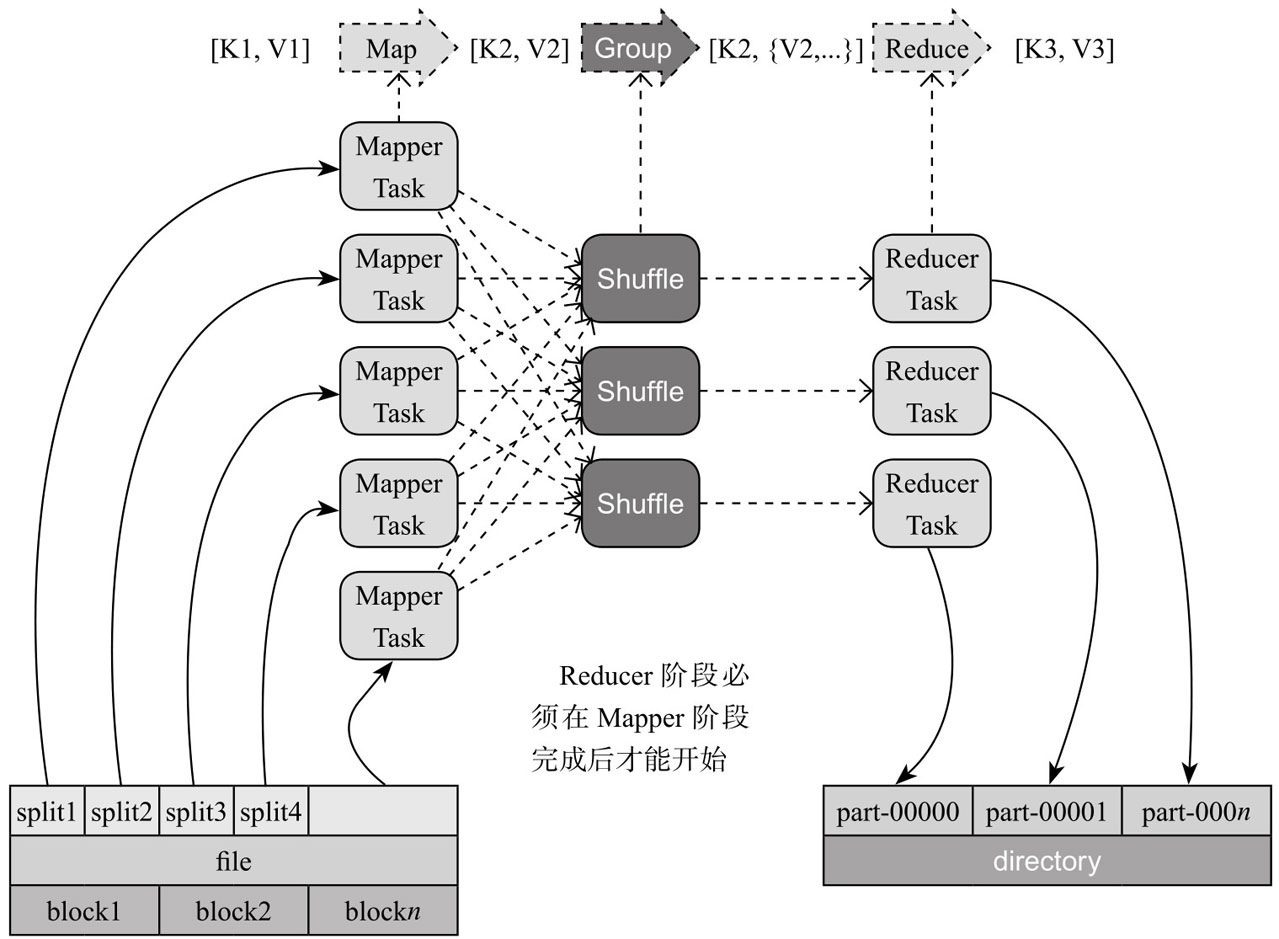 [K1, V1] Map [K2, V2] Group [K2, {V2,...}] Reduce [K3, V3]
Mapper
Task
Mapper
Task
Mapper
Task
Mapper
Task
Mapper
Task
Shuffle
Shuffle
Shuffle
Reducer
Task
Reducer
Task
Reducer
Task
Reducer 阶段必
须在 Mapper 阶段
完成后才能开始
split1 split2 split3 split4
file
block1 block2 blockn
part-00000 part-00001 part-000n
directory